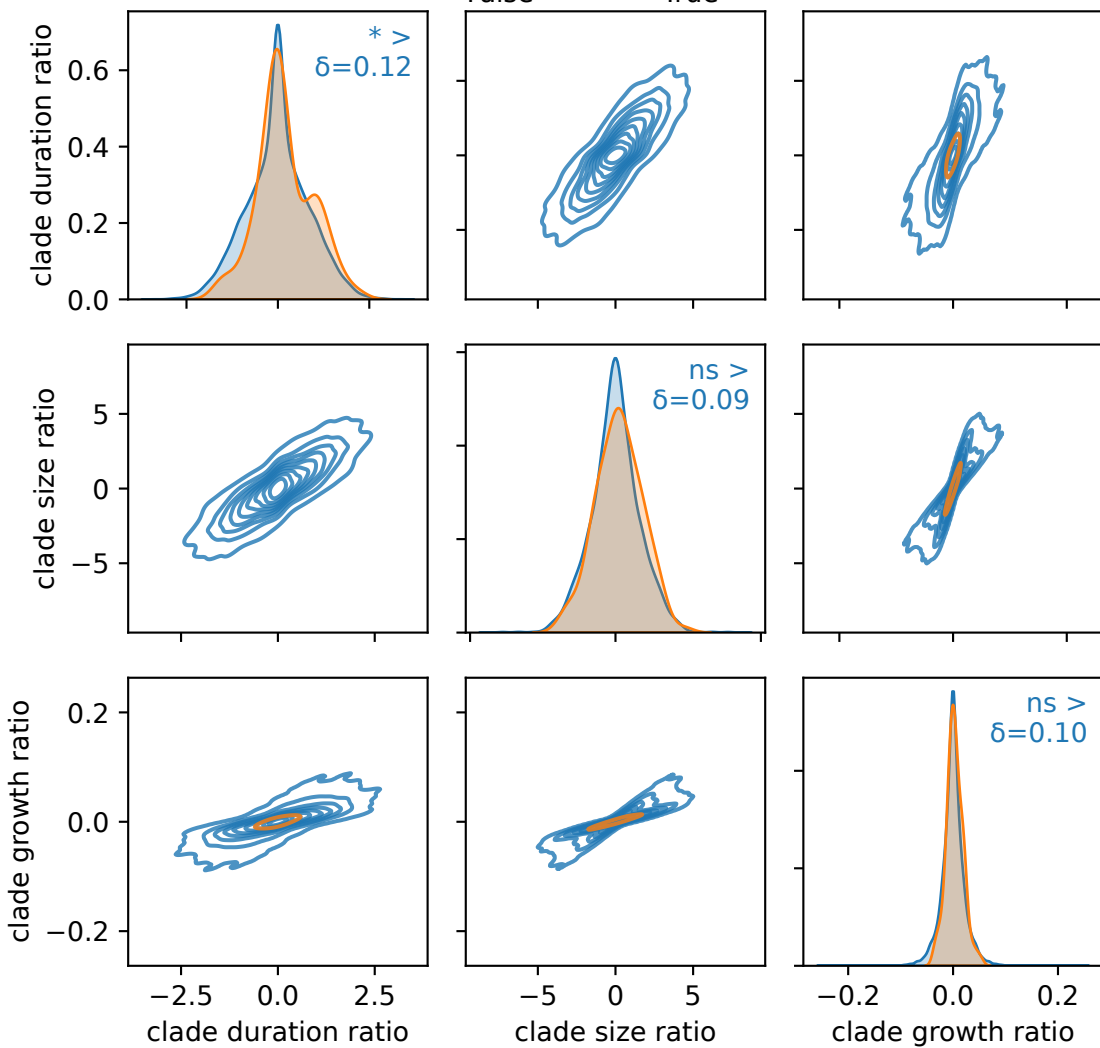 * >
δ=0.12
clade duration ratio
0.6
0.4
0.2
0.0
ns >
δ=0.09
clade size ratio
5
0
−5
ns >
δ=0.10
clade growth ratio
0.2
0.0
−0.2
−2.5 0.0 2.5 −5 0 5 −0.2 0.0 0.2
clade duration ratio clade size ratio clade growth ratio